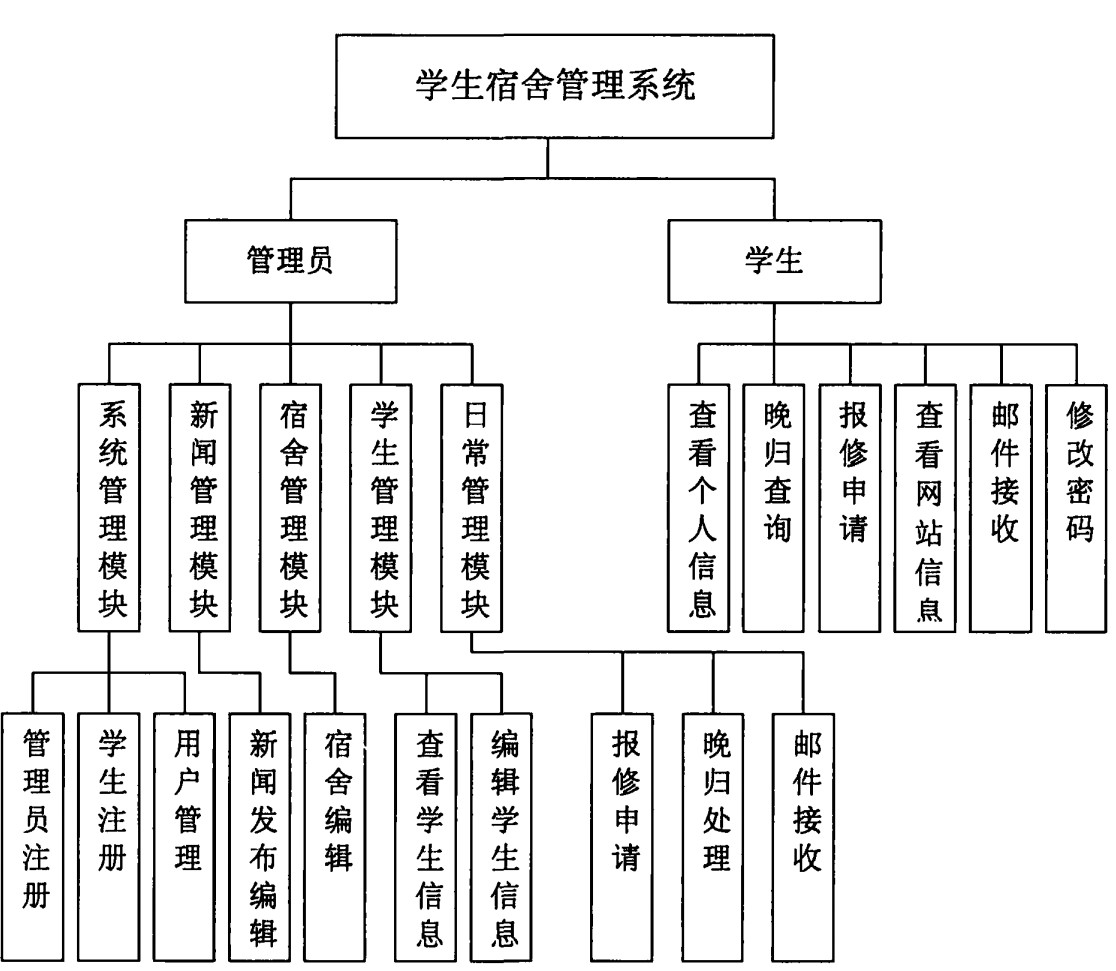 学生宿舍管理系统
管理员
学生
系统管理模块
新闻管理模块
宿舍管理模块
学生管理模块
日常管理模块
查看个人信息
晚归查询
报修申请
查看网站信息
邮件接收
修改密码
管理员注册
学生注册
用户管理
新闻发布编辑
宿舍编辑
查看学生信息
编辑学生信息
报修申请
晚归处理
邮件接收